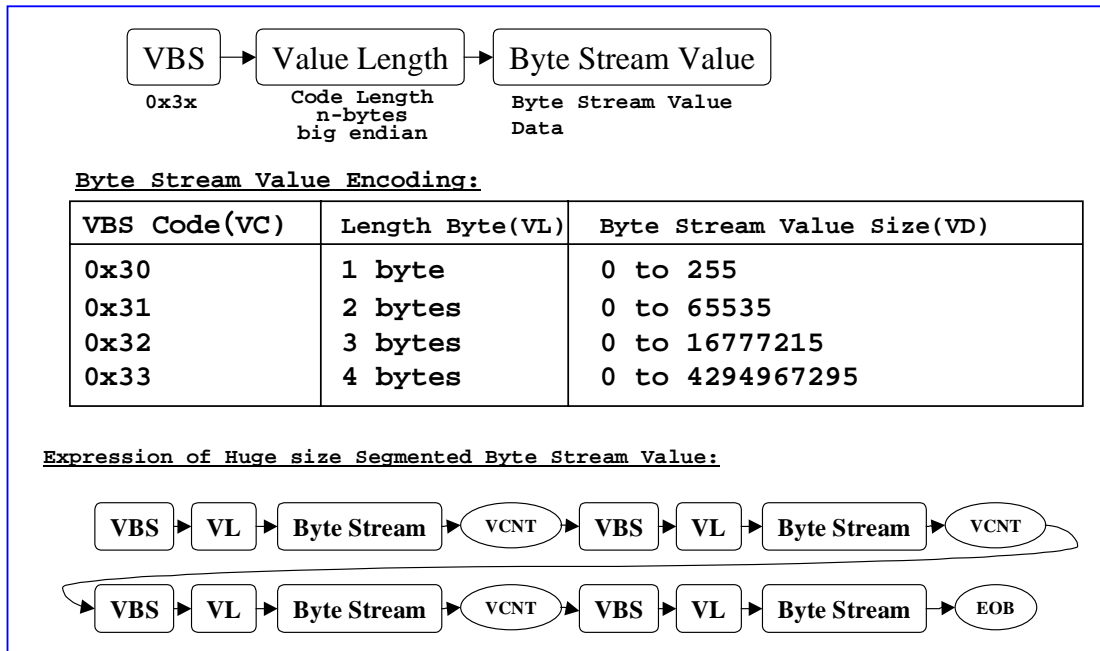 VBS Value Length Byte Stream Value
0x3x
Code Length
n-bytes
big endian
Byte Stream Value
Data
Byte Stream Value Encoding:
VBS Code(VC) Length Byte(VL) Byte Stream Value Size(VD)
0x30 1 byte 0 to 255
0x31 2 bytes 0 to 65535
0x32 3 bytes 0 to 16777215
0x33 4 bytes 0 to 4294967295
Expression of Huge size Segmented Byte Stream Value:
VBS VL Byte Stream VCNT VBS VL Byte Stream VCNT
VBS VL Byte Stream VCNT VBS VL Byte Stream EOB